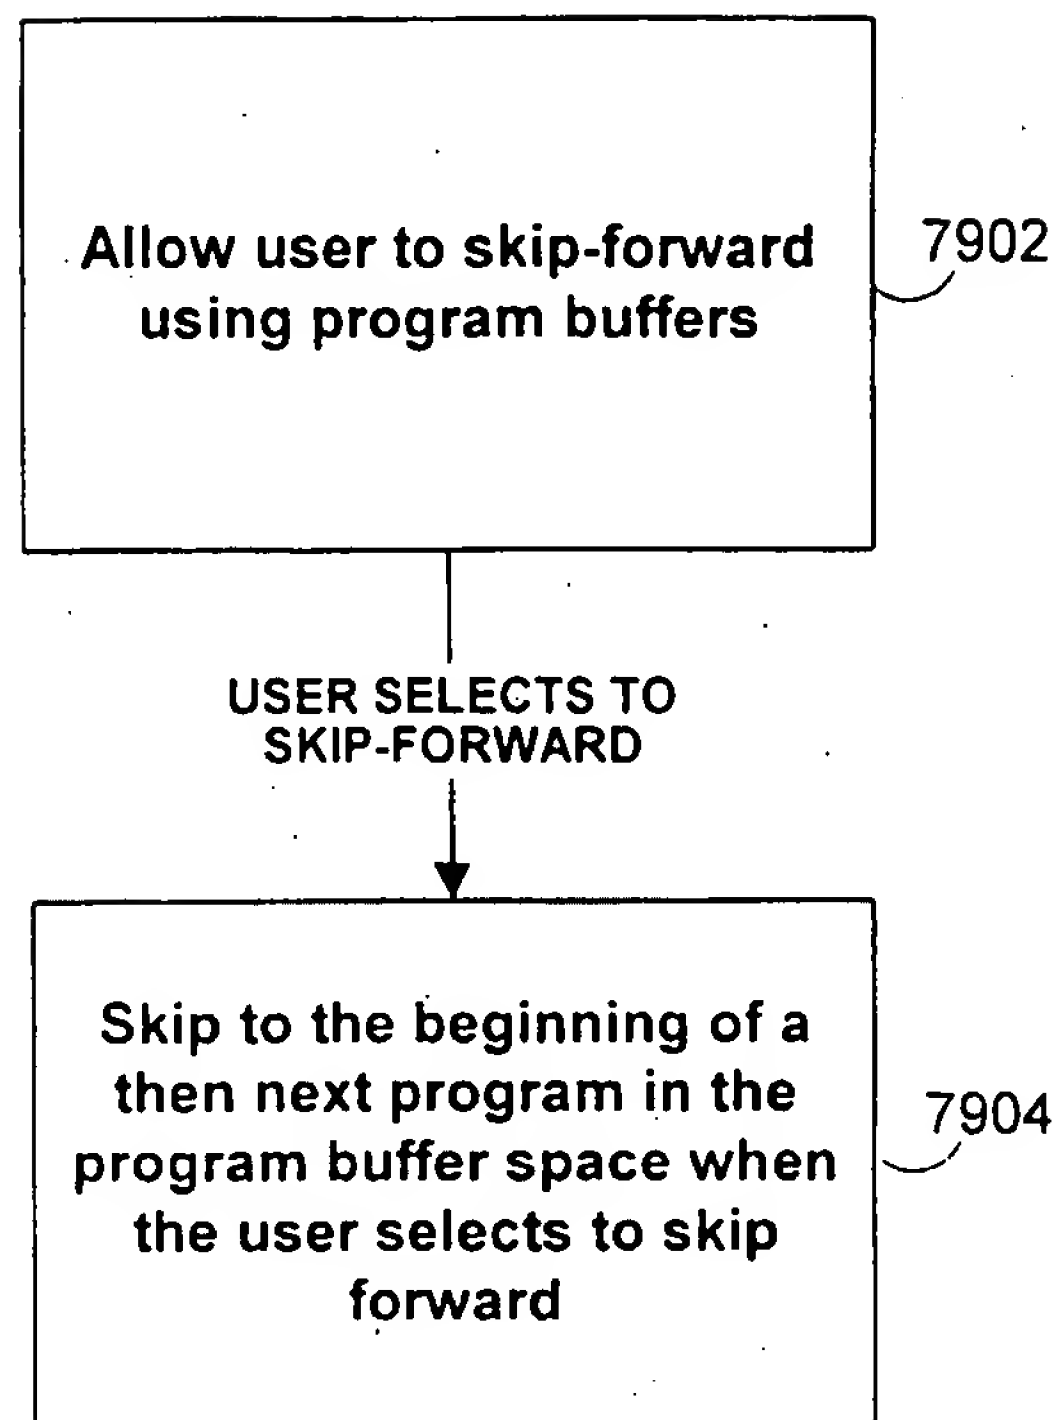 Allow user to skip-forward
using program buffers
7902
USER SELECTS TO
SKIP-FORWARD
Skip to the beginning of a
then next program in the
program buffer space when
the user selects to skip
forward
7904